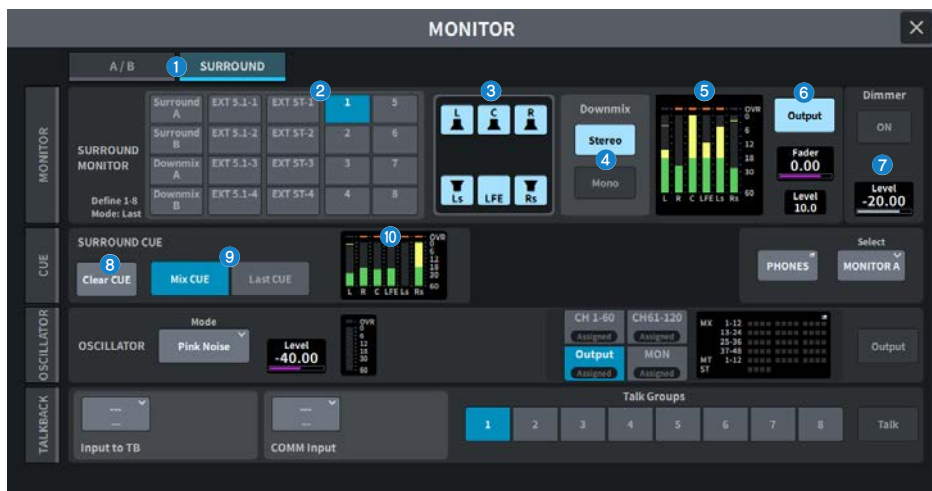 MONITOR
A / B
1
SURROUND
MONITOR
SURROUND
MONITOR
Define 1-8
Mode: Last
2
Surround A
EXT 5.1-1
EXT ST-1
1
5
Surround B
EXT 5.1-2
EXT ST-2
2
6
Downmix A
EXT 5.1-3
EXT ST-3
3
7
Downmix B
EXT 5.1-4
EXT ST-4
4
8
3
L
C
R
Ls
LFE
Rs
Downmix
Stereo
4
Mono
5
OVR
0
6
12
18
30
60
L R C LFE Ls Rs
6
Output
Fader
0.00
Level
10.0
Dimmer
ON
7
Level
-20.00
CUE
SURROUND CUE
8
Clear CUE
9
Mix CUE
Last CUE
10
OVR
0
6
12
18
30
60
L R C LFE Ls Rs
PHONES
Select
MONITOR A
OSCILLATOR
OSCILLATOR
Mode
Pink Noise
Level
-40.00
OVR
0
6
12
18
30
60
CH 1-60
Assigned
CH61-120
Assigned
Output
Assigned
MON
Assigned
MX 1-12
13-24
25-36
37-48
MT 1-12
ST
Output
TALKBACK
---
---
Input to TB
---
---
COMM Input
Talk Groups
1
2
3
4
5
6
7
8
Talk